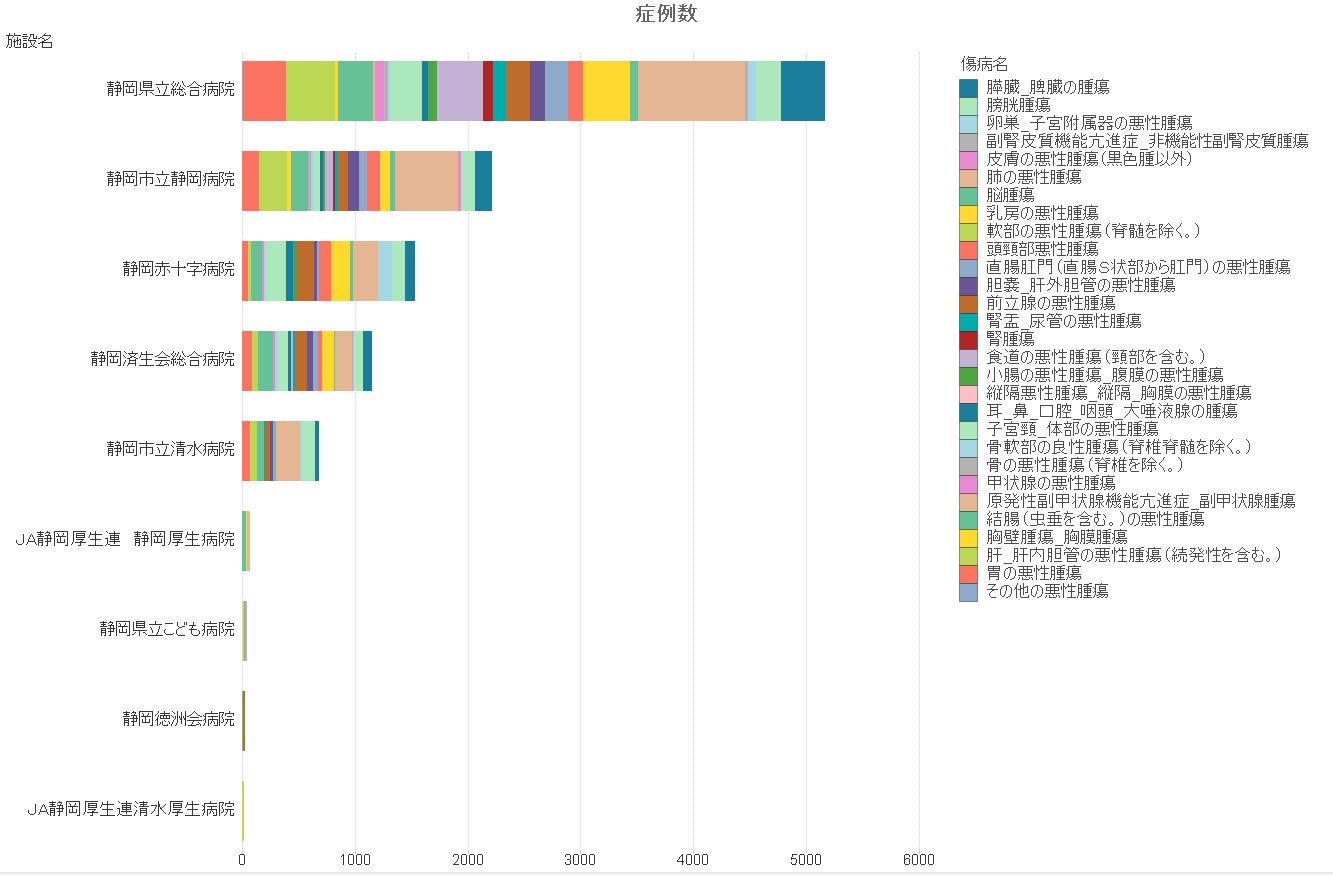 症例数
施設名
静岡県立総合病院
静岡市立静岡病院
静岡赤十字病院
静岡済生会総合病院
静岡市立清水病院
JA静岡厚生連　静岡厚生病院
静岡県立こども病院
静岡徳洲会病院
JA静岡厚生連清水厚生病院
0 1000 2000 3000 4000 5000 6000
傷病名
膵臓_脾臓の腫瘍
膀胱腫瘍
卵巣_子宮附属器の悪性腫瘍
副腎皮質機能亢進症_非機能性副腎皮質腫瘍
皮膚の悪性腫瘍（黒色腫以外）
肺の悪性腫瘍
脳腫瘍
乳房の悪性腫瘍
軟部の悪性腫瘍（脊髄を除く。）
頭頸部悪性腫瘍
直腸肛門（直腸Ｓ状部から肛門）の悪性腫瘍
胆嚢_肝外胆管の悪性腫瘍
前立腺の悪性腫瘍
腎盂_尿管の悪性腫瘍
腎腫瘍
食道の悪性腫瘍（頸部を含む。）
小腸の悪性腫瘍_腹膜の悪性腫瘍
縦隔悪性腫瘍_縦隔_胸膜の悪性腫瘍
耳_鼻_口腔_咽頭_大唾液腺の腫瘍
子宮頸_体部の悪性腫瘍
骨軟部の良性腫瘍（脊椎脊髄を除く。）
骨の悪性腫瘍（脊椎を除く。）
甲状腺の悪性腫瘍
原発性副甲状腺機能亢進症_副甲状腺腫瘍
結腸（虫垂を含む。）の悪性腫瘍
胸壁腫瘍_胸膜腫瘍
肝_肝内胆管の悪性腫瘍（続発性を含む。）
胃の悪性腫瘍
その他の悪性腫瘍